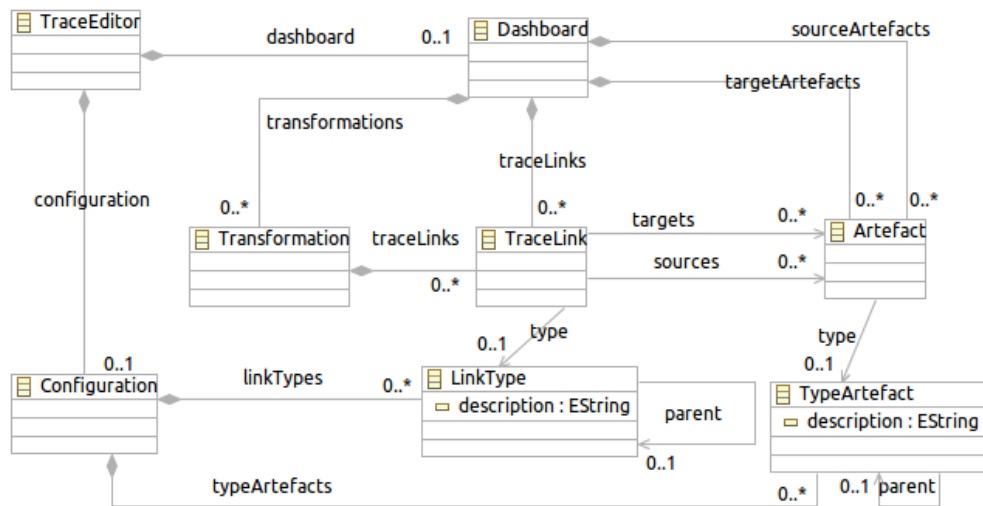 TraceEditor
dashboard
0..1
Dashboard
sourceArtefacts
targetArtefacts
transformations
traceLinks
configuration
0..*
0..*
0..*
0..*
Transformation
traceLinks
0..*
TraceLink
targets
0..*
sources
0..*
Artefact
type
0..1
type
0..1
0..1
Configuration
linkTypes
0..*
LinkType
description : EString
parent
0..1
TypeArtefact
description : EString
typeArtefacts
0..*
0..1
parent